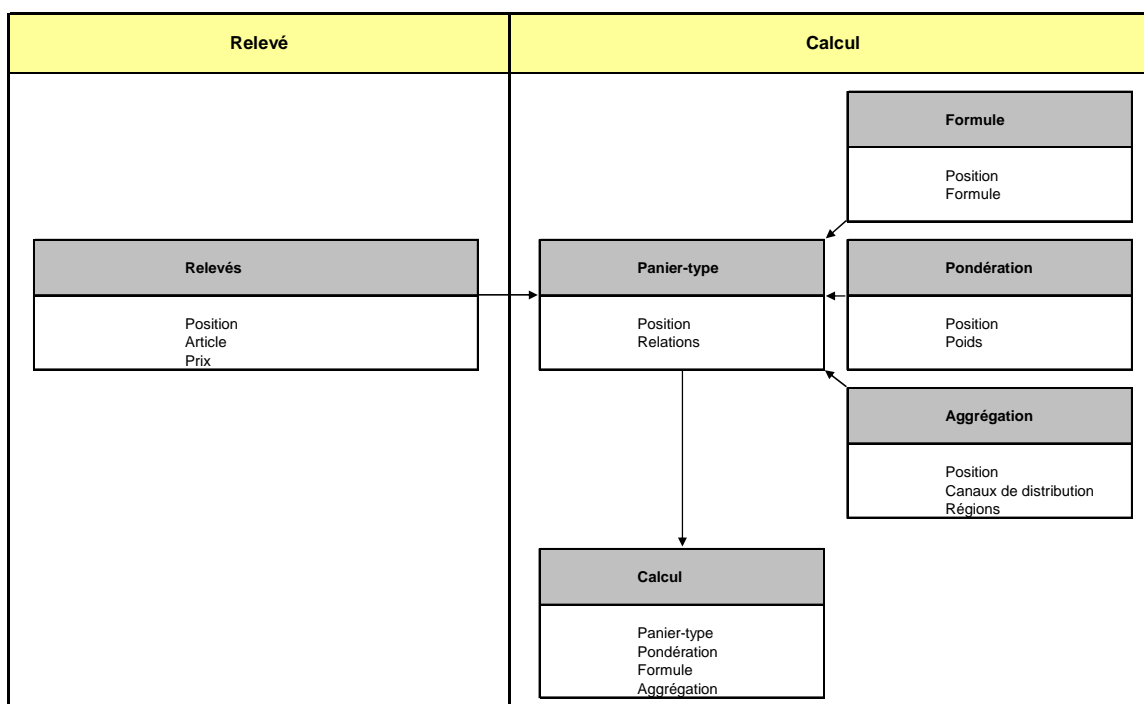 Relevé
Calcul
Formule
Position
Formule
Relevés
Position
Article
Prix
Panier-type
Position
Relations
Pondération
Position
Poids
Aggrégation
Position
Canaux de distribution
Régions
Calcul
Panier-type
Pondération
Formule
Aggrégation